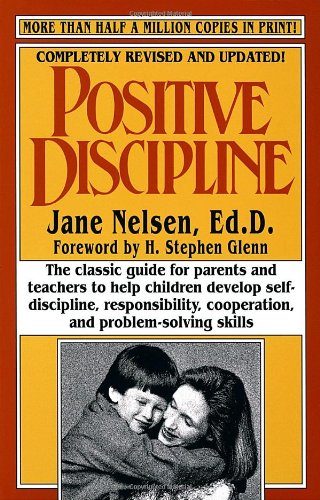 MORE THAN HALF A MILLION COPIES IN PRINT!
COMPLETELY REVISED AND UPDATED!
POSITIVE
DISCIPLINE
Jane Nelsen, Ed.D.
Foreword by H. Stephen Glenn
The classic guide for parents and
teachers to help children develop self-
discipline, responsibility, cooperation,
and problem-solving skills